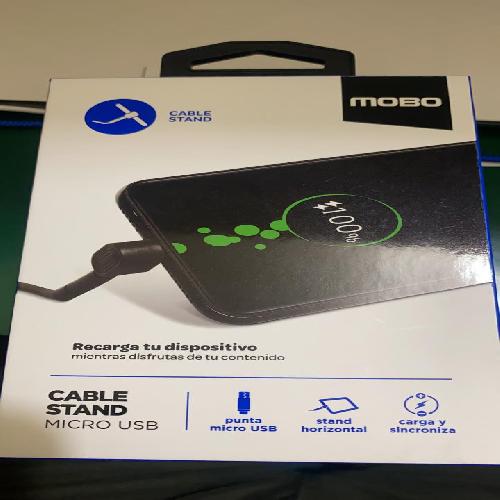 CABLE
STAND
mOBO
100%
Recarga tu dispositivo
mientras disfrutas de tu contenido
CABLE
STAND
MICRO USB
punta
micro USB
stand
horizontal
carga y
sincroniza